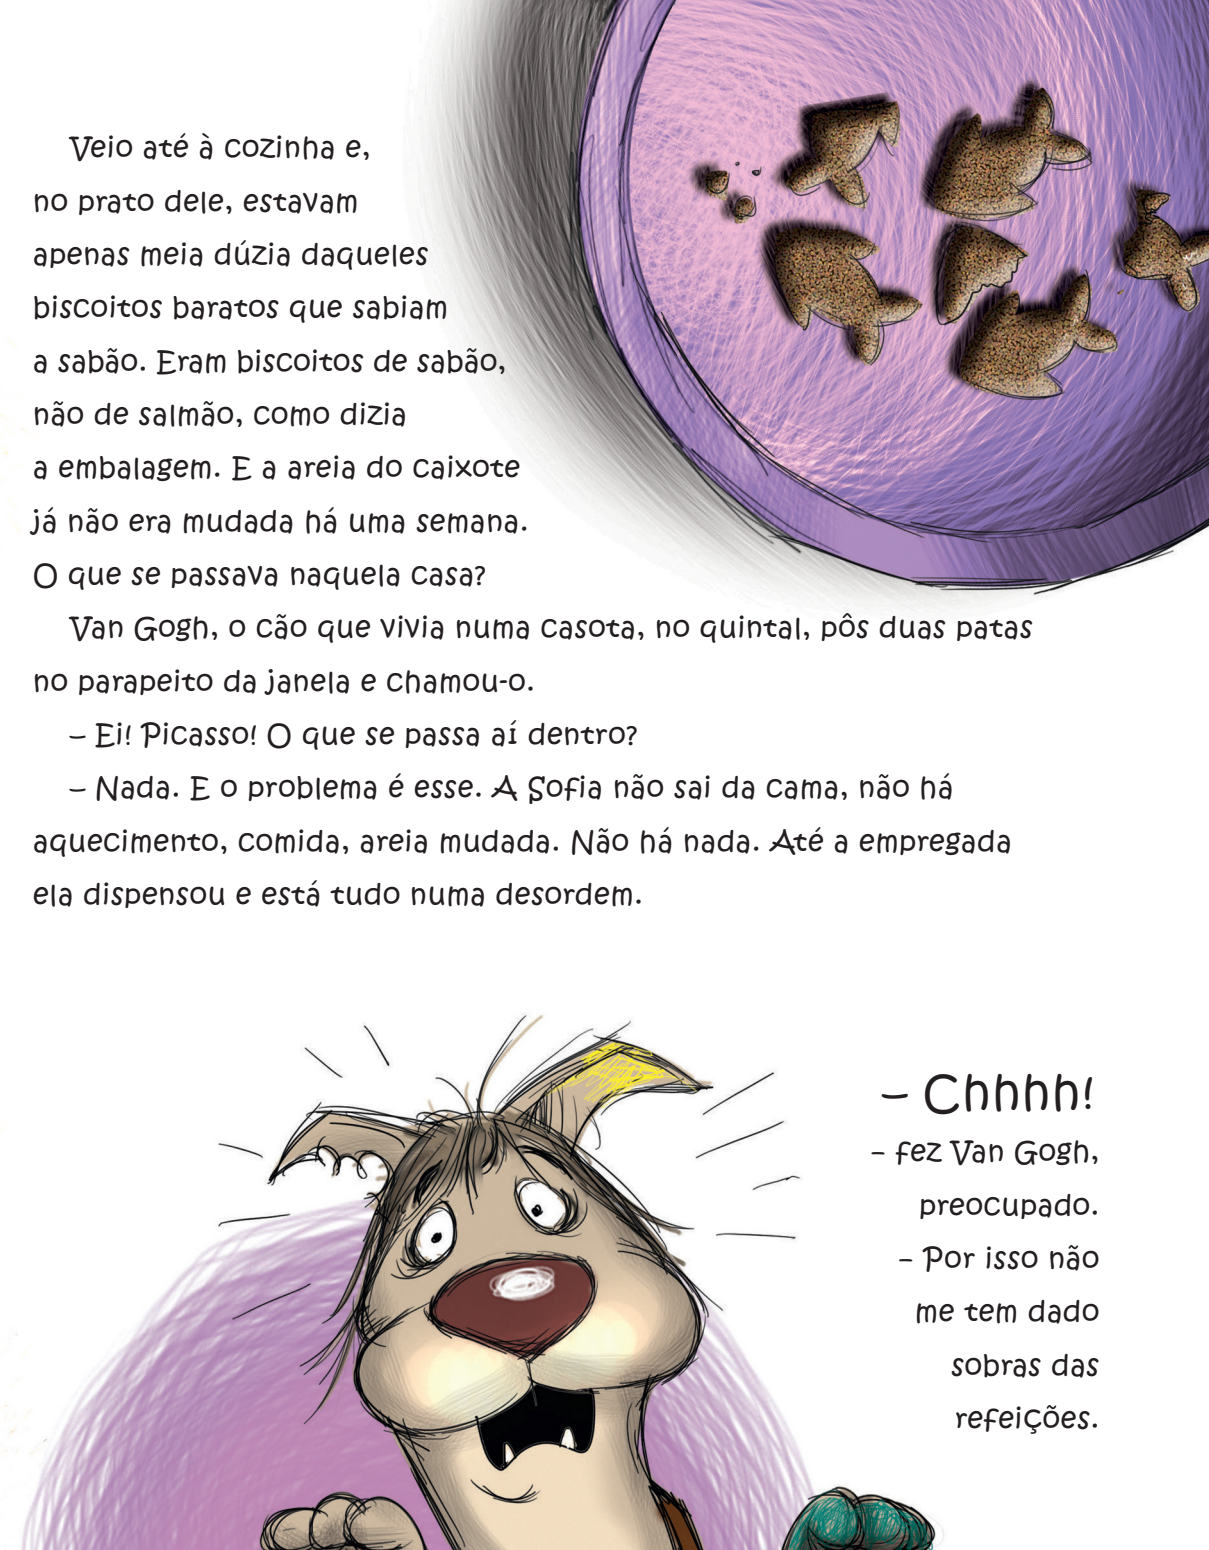 Veio até à cozinha e,
no prato dele, estavam
apenas meia dúzia daqueles
biscoitos baratos que sabiam
a sabão. Eram biscoitos de sabão,
não de salmão, como dizia
a embalagem. E a areia do caixote
já não era mudada há uma semana.
O que se passava naquela casa?
Van Gogh, o cão que vivia numa casota, no quintal, pôs duas patas
no parapeito da janela e chamou-o.
– Ei! Picasso! O que se passa aí dentro?
– Nada. E o problema é esse. A Sofia não sai da cama, não há
aquecimento, comida, areia mudada. Não há nada. Até a empregada
ela dispensou e está tudo numa desordem.
– Chhhh!
– fez Van Gogh,
preocupado.
– Por isso não
me tem dado
sobras das
refeições.